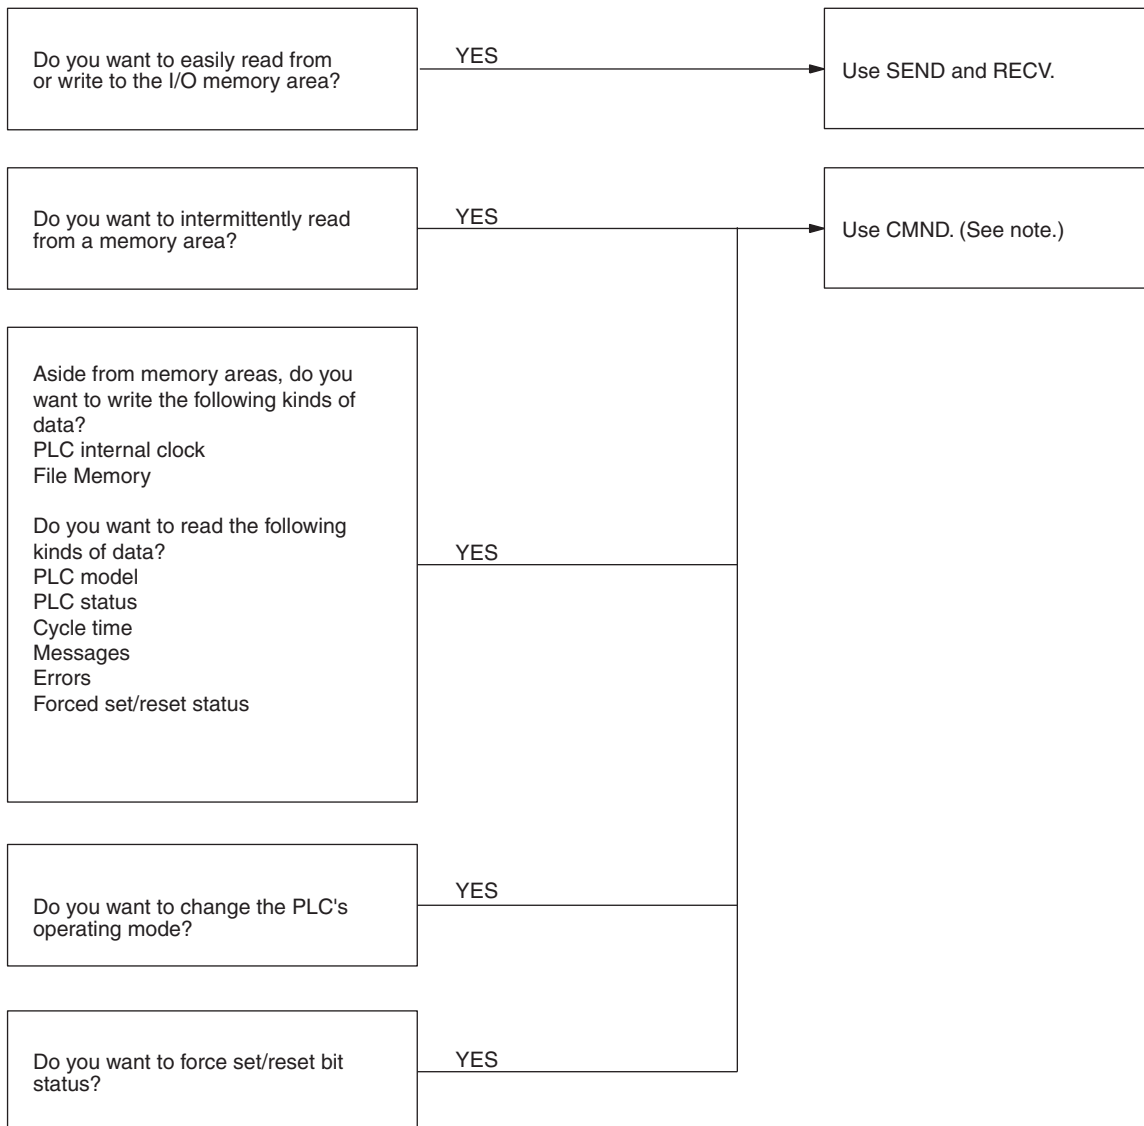 Do you want to easily read from
or write to the I/O memory area?
YES
Use SEND and RECV.
Do you want to intermittently read
from a memory area?
YES
Use CMND. (See note.)
Aside from memory areas, do you
want to write the following kinds of
data?
PLC internal clock
File Memory
Do you want to read the following
kinds of data?
PLC model
PLC status
Cycle time
Messages
Errors
Forced set/reset status
YES
Do you want to change the PLC's
operating mode?
YES
Do you want to force set/reset bit
status?
YES